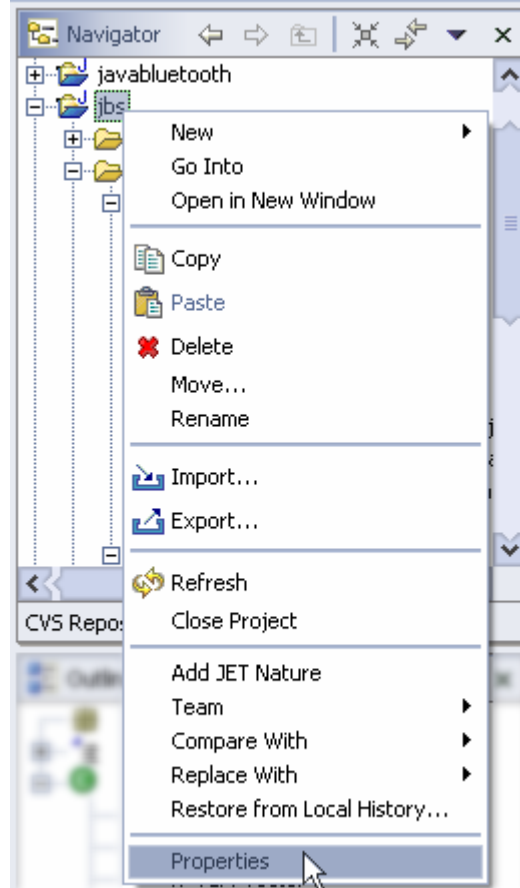 Navigator
javabluetooth
jbs
New
Go Into
Open in New Window
Copy
Paste
Delete
Move...
Rename
Import...
Export...
Refresh
Close Project
CVS Repo
Add JET Nature
Team
Compare With
Replace With
Restore from Local History...
Properties